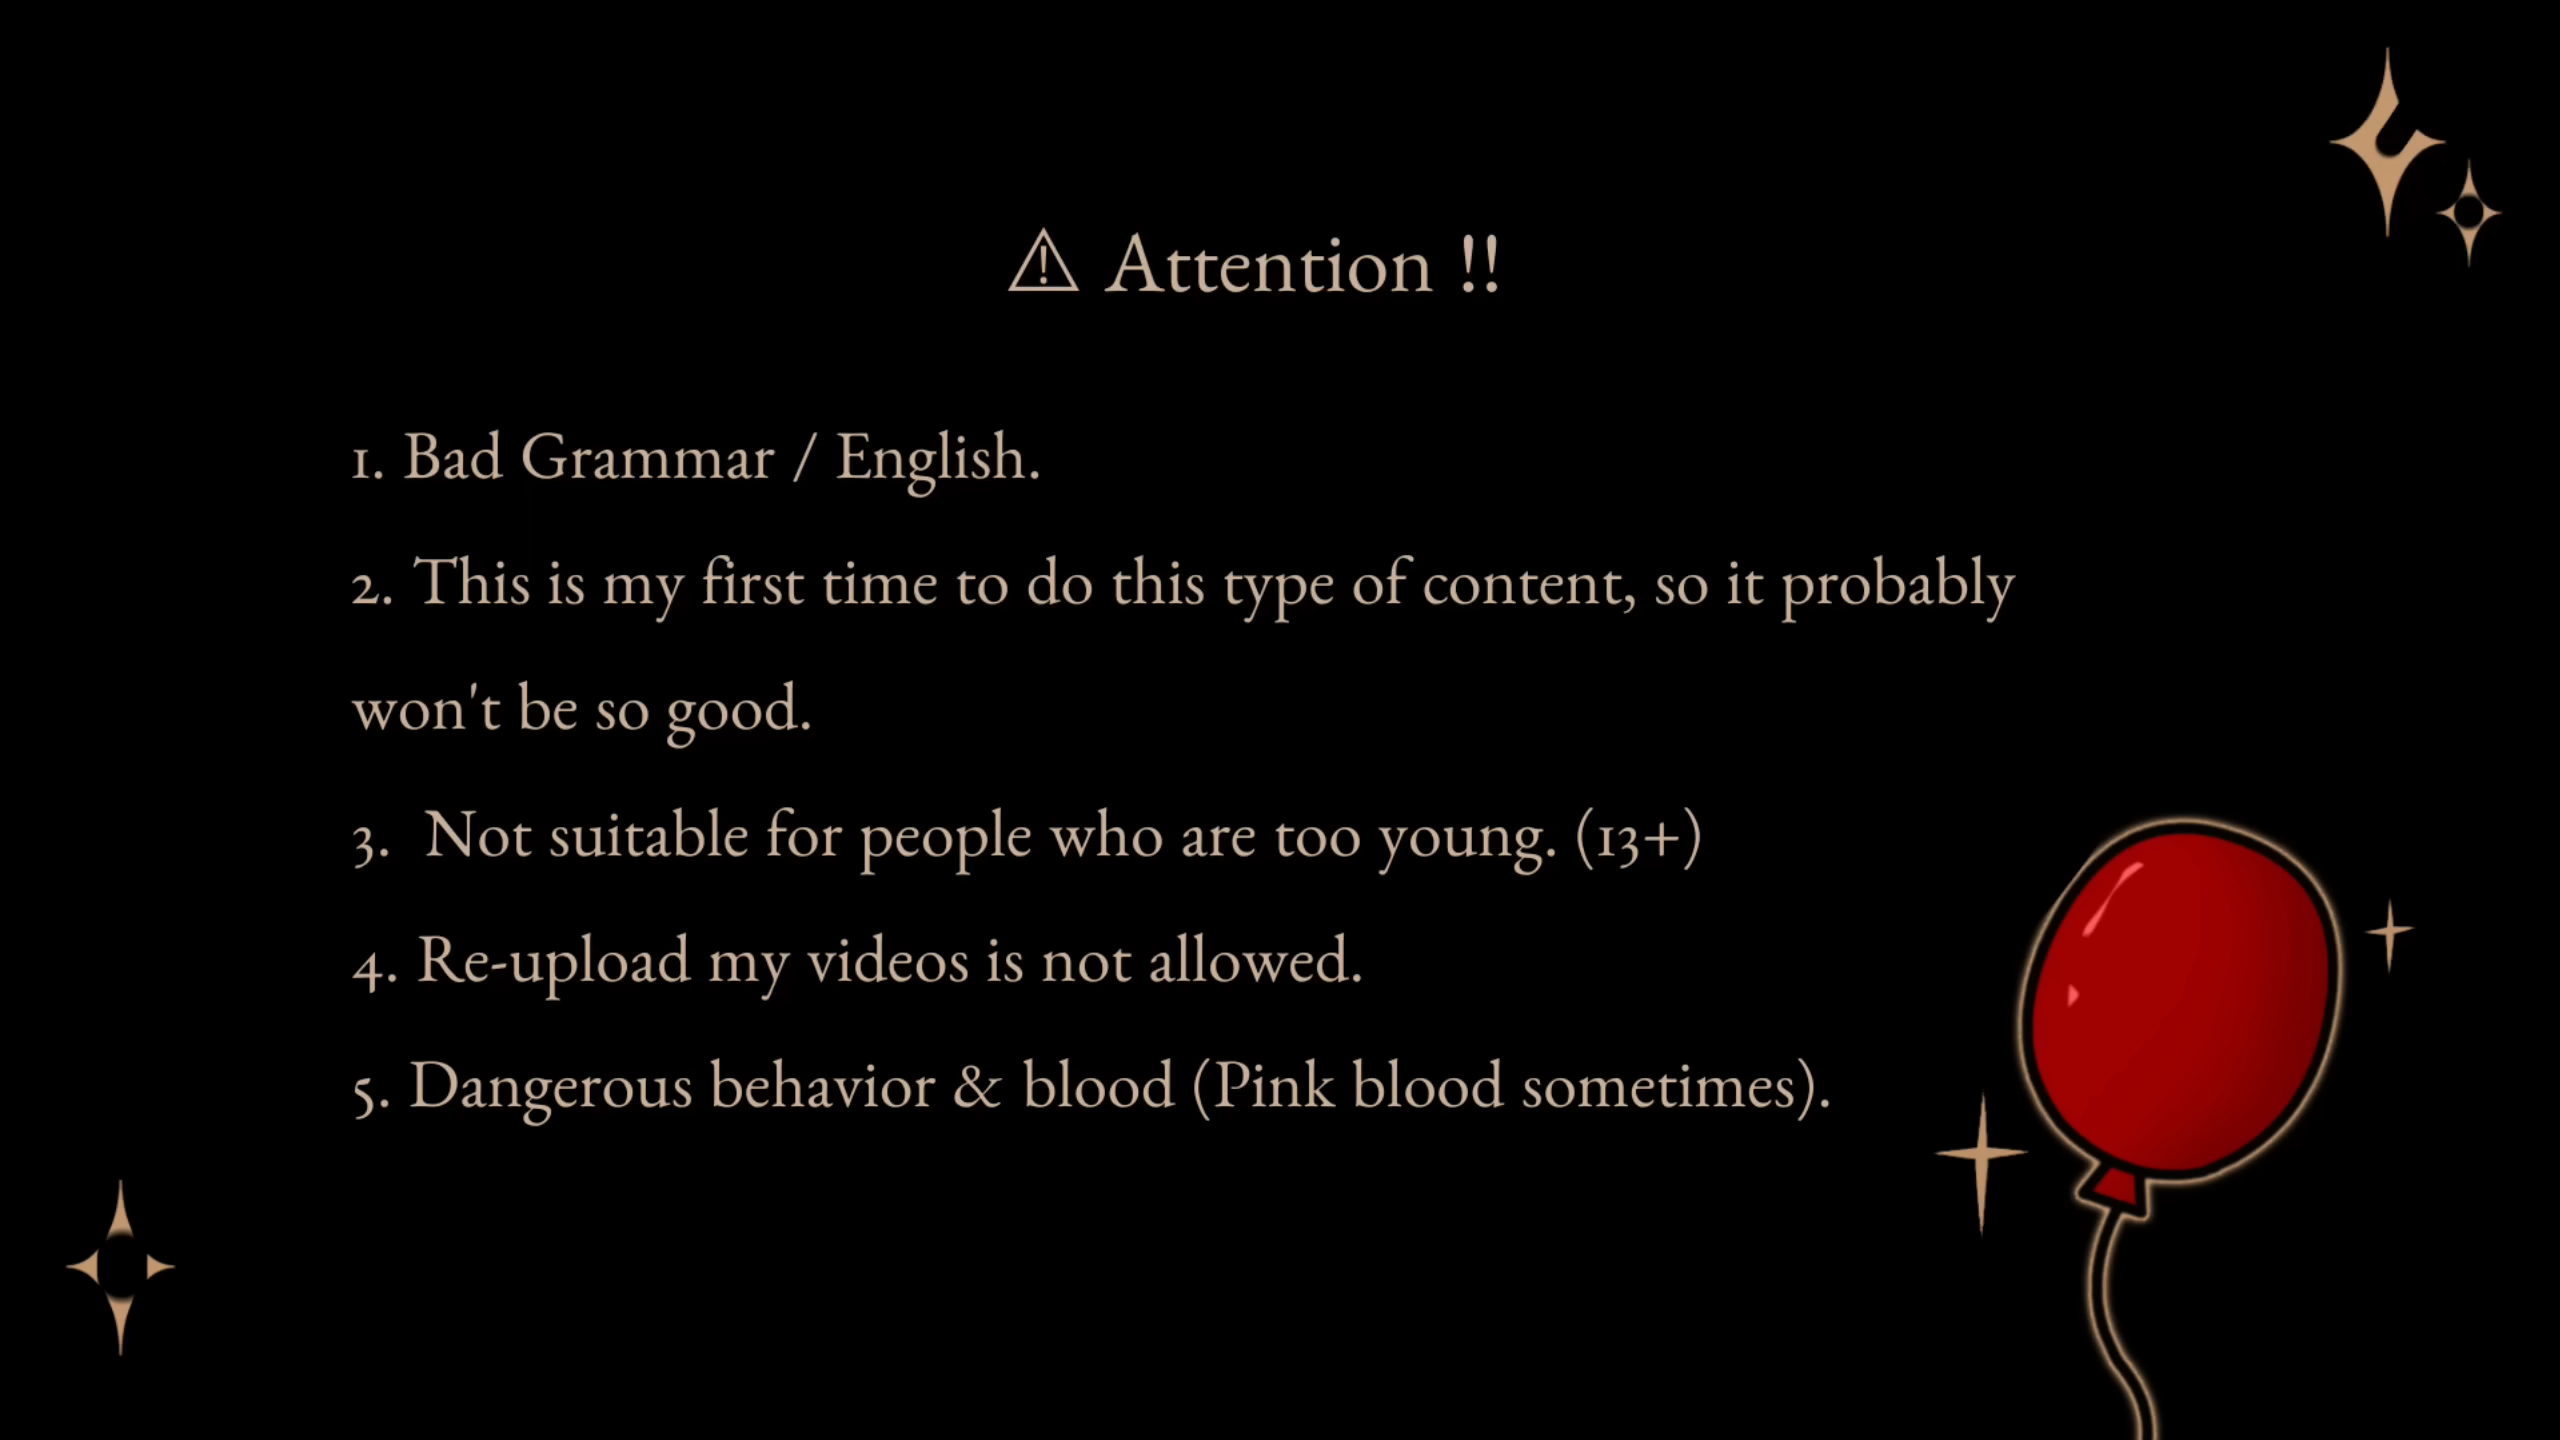 ⚠ Attention !!
1. Bad Grammar / English.
2. This is my first time to do this type of content, so it probably
won't be so good.
3.  Not suitable for people who are too young. (13+)
4. Re-upload my videos is not allowed.
5. Dangerous behavior & blood (Pink blood sometimes).